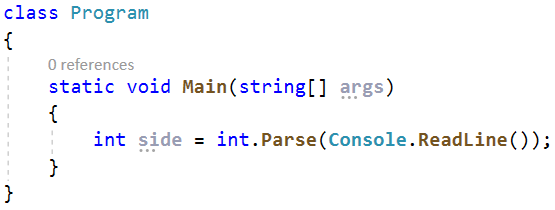 class Program
{
0 references
static void Main(string[] args)
{
int side = int.Parse(Console.ReadLine());
}
}